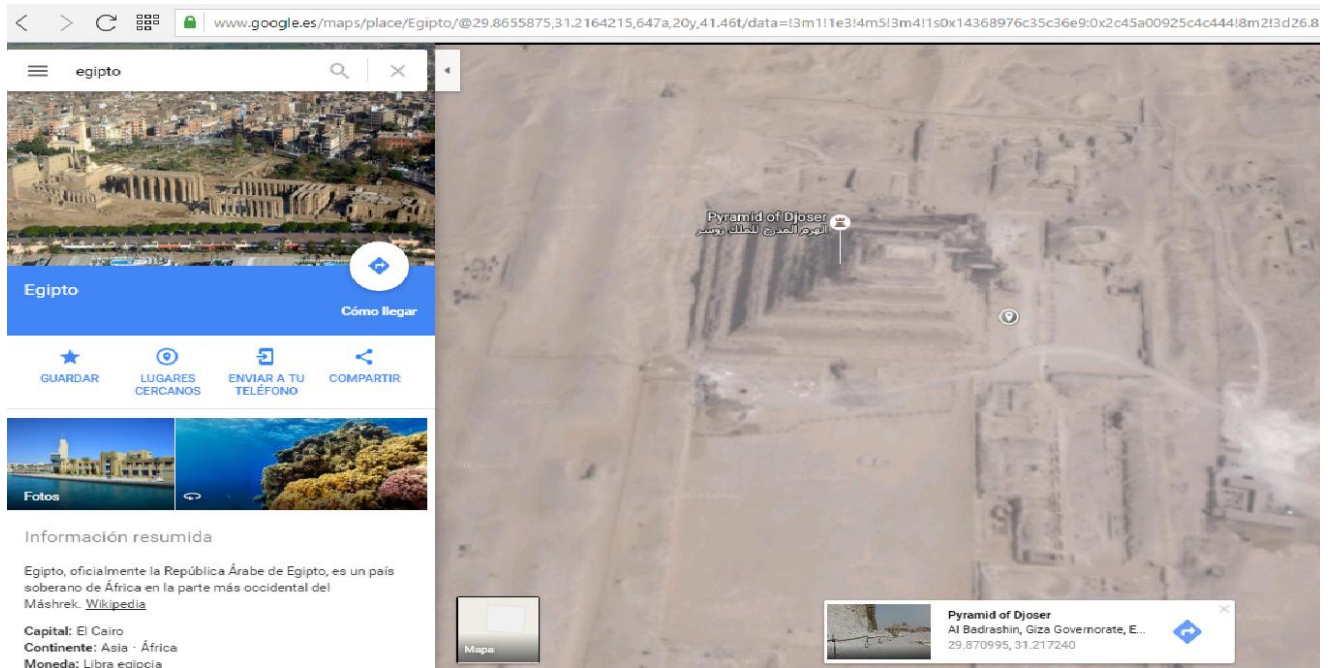 www.google.es/maps/place/Egipto/@29.8655875,31.2164215,647a,20y,41.46t/data=!3m1!1e3!4m5!3m4!1s0x14368976c35c36e9:0x2c45a00925c4c444!8m2!3d26.8
egipto
Egipto
Cómo llegar
GUARDAR
LUGARES
CERCANOS
ENVIAR A TU
TELÉFONO
COMPARTIR
Fotos
Información resumida
Egipto, oficialmente la República Árabe de Egipto, es un país
soberano de África en la parte más occidental del
Máshrek. Wikipedia
Capital: El Cairo
Continente: Asia · África
Moneda: Libra egipcia
Pyramid of Djoser
الهرم المدرج للملك زوسر
Mapa
Pyramid of Djoser
Al Badrashin, Giza Governorate, E...
29.870995, 31.217240